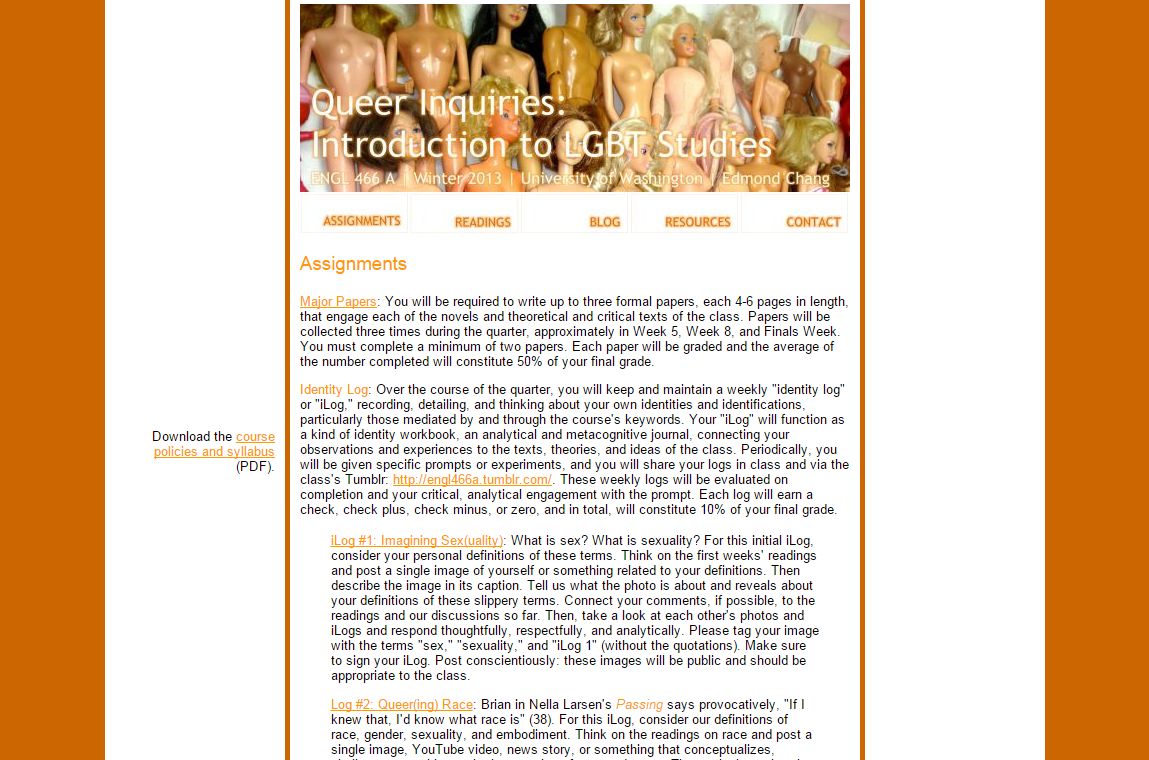 Queer Inquiries:
Introduction to LGBT Studies
ENGL 466 A | Winter 2013 | University of Washington | Edmond Chang
ASSIGNMENTS READINGS BLOG RESOURCES CONTACT
Assignments
Major Papers: You will be required to write up to three formal papers, each 4-6 pages in length,
that engage each of the novels and theoretical and critical texts of the class. Papers will be
collected three times during the quarter, approximately in Week 5, Week 8, and Finals Week.
You must complete a minimum of two papers. Each paper will be graded and the average of
the number completed will constitute 50% of your final grade.
Identity Log: Over the course of the quarter, you will keep and maintain a weekly "identity log"
or "iLog," recording, detailing, and thinking about your own identities and identifications,
particularly those mediated by and through the course's keywords. Your "iLog" will function as
a kind of identity workbook, an analytical and metacognitive journal, connecting your
observations and experiences to the texts, theories, and ideas of the class. Periodically, you
will be given specific prompts or experiments, and you will share your logs in class and via the
class's Tumblr: http://engl466a.tumblr.com/. These weekly logs will be evaluated on
completion and your critical, analytical engagement with the prompt. Each log will earn a
check, check plus, check minus, or zero, and in total, will constitute 10% of your final grade.
Download the course
policies and syllabus
(PDF).
iLog #1: Imagining Sex(uality): What is sex? What is sexuality? For this initial iLog,
consider your personal definitions of these terms. Think on the first weeks' readings
and post a single image of yourself or something related to your definitions. Then
describe the image in its caption. Tell us what the photo is about and reveals about
your definitions of these slippery terms. Connect your comments, if possible, to the
readings and our discussions so far. Then, take a look at each other's photos and
iLogs and respond thoughtfully, respectfully, and analytically. Please tag your image
with the terms "sex," "sexuality," and "iLog 1" (without the quotations). Make sure
to sign your iLog. Post conscientiously: these images will be public and should be
appropriate to the class.
Log #2: Queer(ing) Race: Brian in Nella Larsen's Passing says provocatively, "If I
knew that, I'd know what race is" (38). For this iLog, consider our definitions of
race, gender, sexuality, and embodiment. Think on the readings on race and post a
single image, YouTube video, news story, or something that conceptualizes,